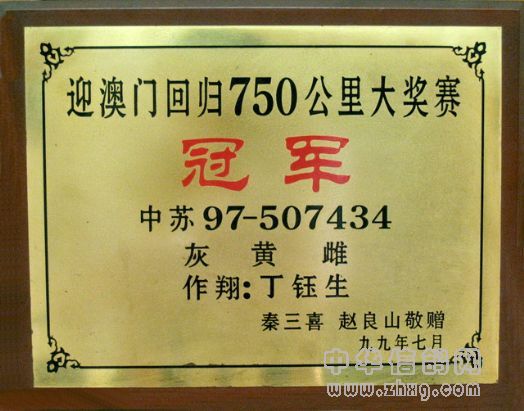 迎澳门回归750公里大奖赛
冠军
中苏 97-507434
灰 黄 雌
作翔:丁钰生
秦三喜 赵良山敬赠
九九年七月
中华信鸽网
www.zhxg.com